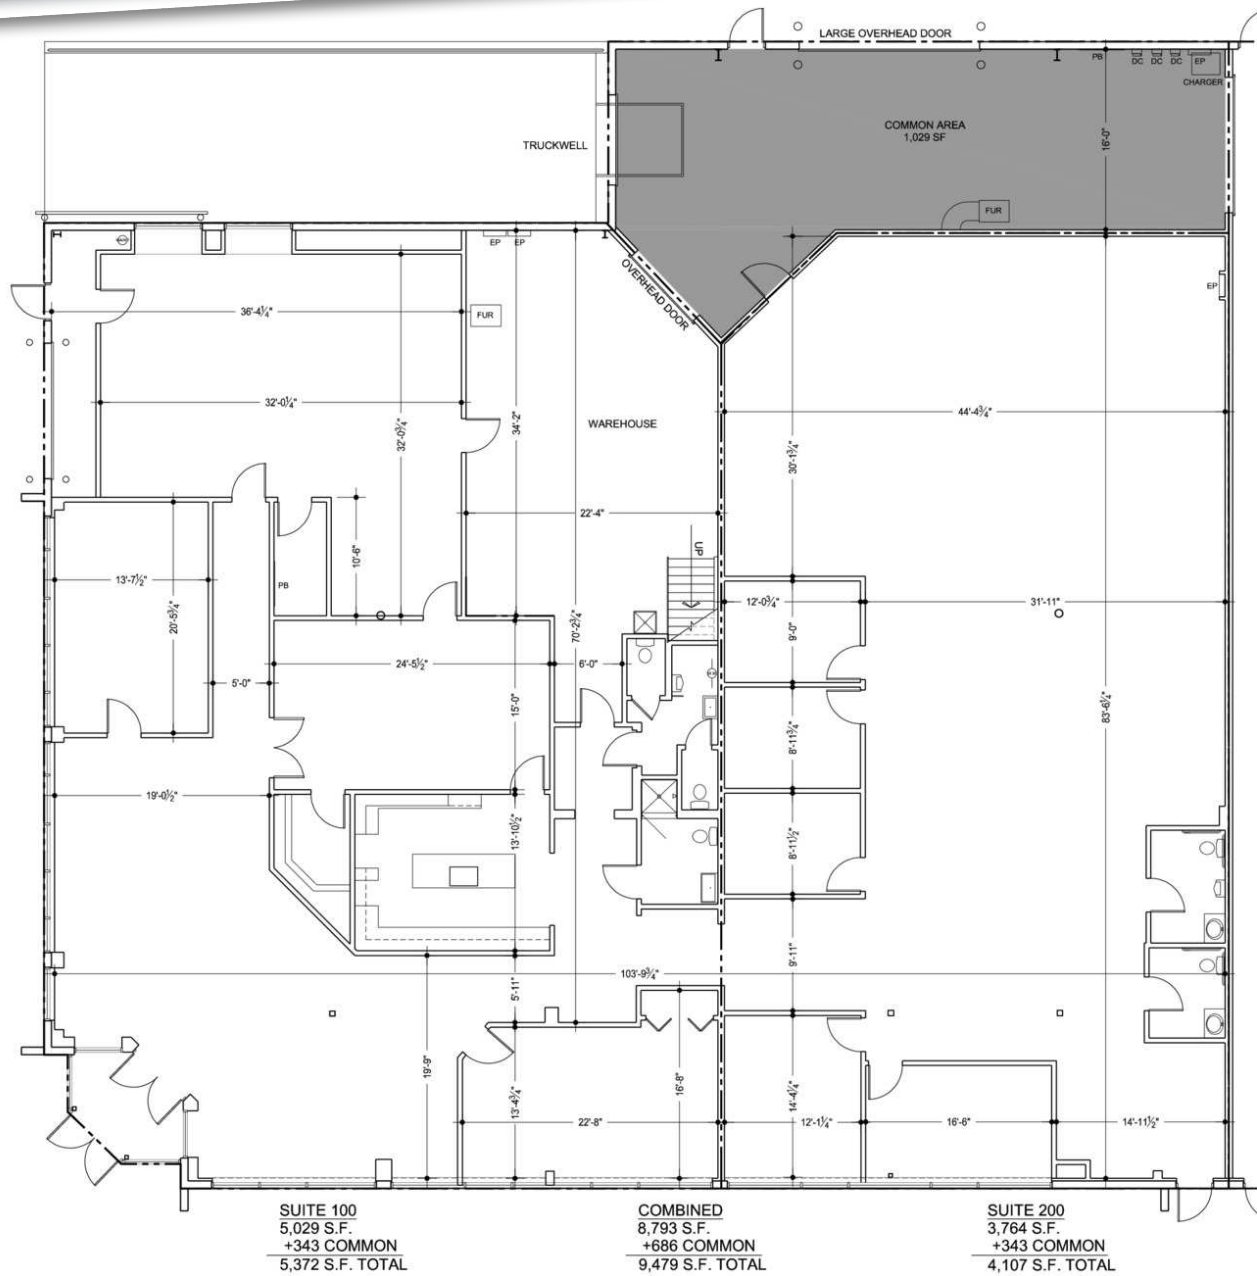 LARGE OVERHEAD DOOR
PB
DC DC DC EP
CHARGER
COMMON AREA
1,029 SF
16'-0"
TRUCKWELL
FUR
EP EP
OVERHEAD DOOR
EP
36'-4¼"
FUR
32'-0¼"
32'-0¾"
34'-2"
WAREHOUSE
30'-1¾"
44'-4¾"
22'-4"
UP
10'-6"
13'-7½"
PB
20'-5¾"
70'-2¾"
12'-0¾"
31'-11"
9'-0"
24'-5½"
6'-0"
5'-0"
15'-0"
8'-11¾"
83'-6¼"
19'-0½"
13'-10½"
8'-11½"
9'-11"
103'-9¾"
5'-11"
19'-9"
16'-8"
13'-4¾"
14'-4¼"
22'-8"
12'-1¼"
16'-6"
14'-11½"
SUITE 100
5,029 S.F.
+343 COMMON
5,372 S.F. TOTAL
COMBINED
8,793 S.F.
+686 COMMON
9,479 S.F. TOTAL
SUITE 200
3,764 S.F.
+343 COMMON
4,107 S.F. TOTAL